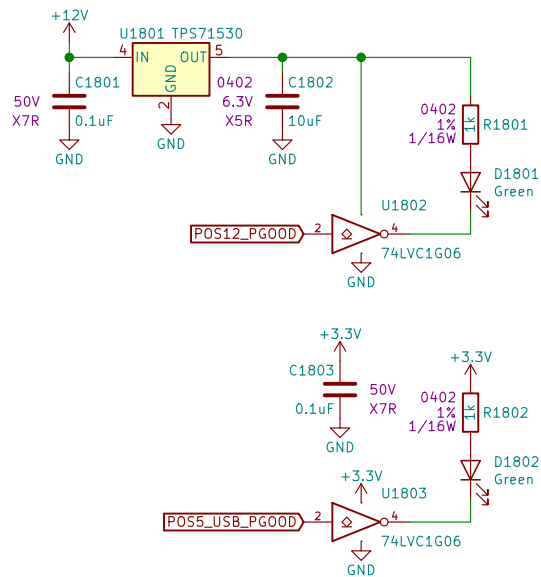 +12V
U1801 TPS71530
4 IN OUT 5
GND
2
GND
C1801
50V
X7R
0.1uF
GND
C1802
0402
6.3V
X5R
10uF
GND
0402
1%
1/16W
1k
R1801
D1801
Green
U1802
POS12_PGOOD 2 4
74LVC1G06
GND
+3.3V
C1803
50V
0.1uF
X7R
GND
+3.3V
0402
1%
1/16W
1k
R1802
D1802
Green
+3.3V
U1803
POS5_USB_PGOOD 2 4
74LVC1G06
GND